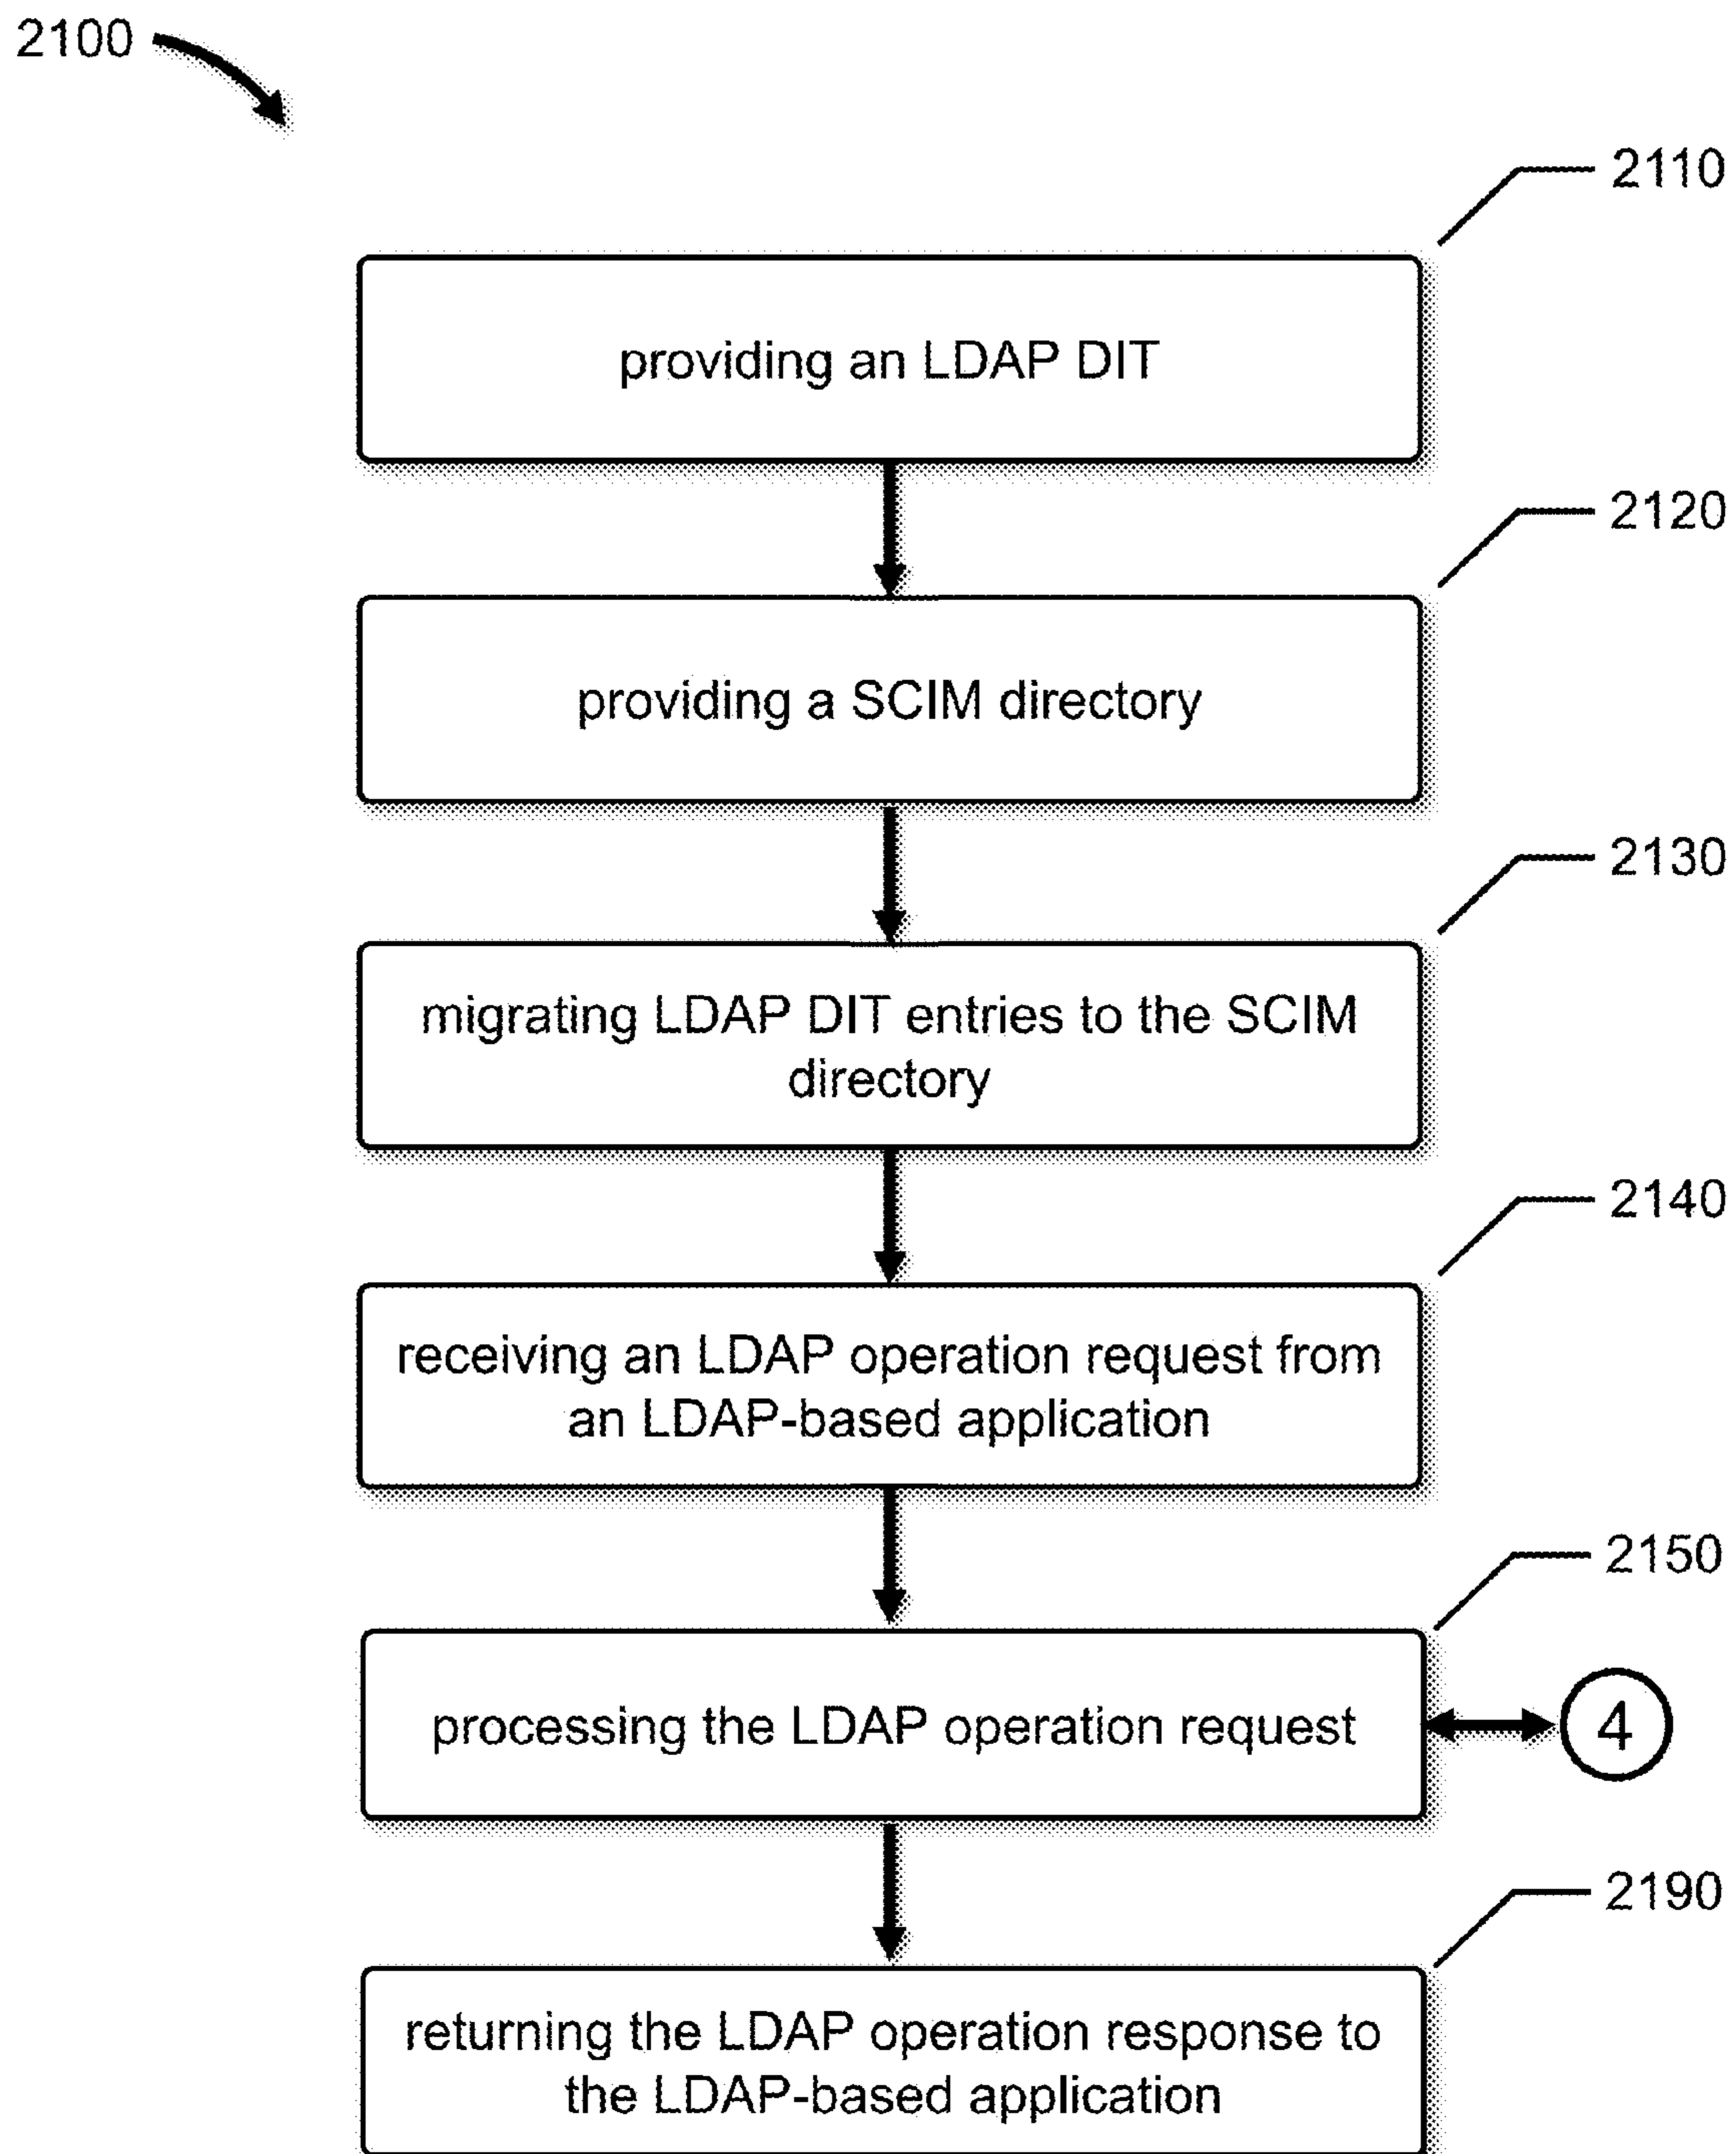 2100
2110
providing an LDAP DIT
2120
providing a SCIM directory
2130
migrating LDAP DIT entries to the SCIM
directory
2140
receiving an LDAP operation request from
an LDAP-based application
2150
processing the LDAP operation request
4
2190
returning the LDAP operation response to
the LDAP-based application